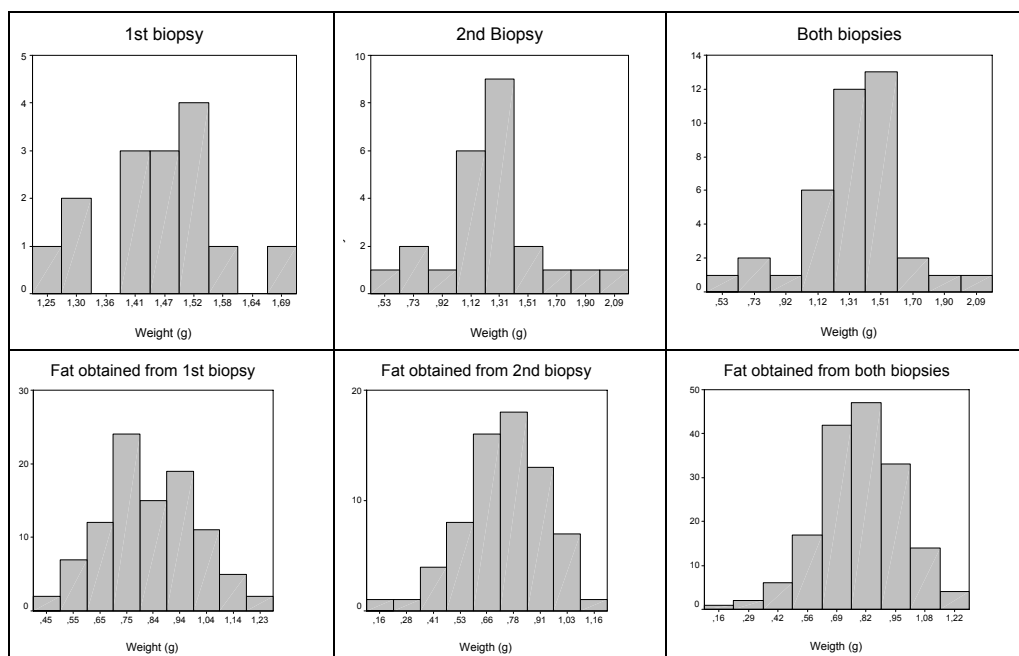 1st biopsy
5
4
3
2
1
0
1,25 1,30 1,36 1,41 1,47 1,52 1,58 1,64 1,69
Weight (g)
2nd Biopsy
10
8
6
4
2
0
,53 ,73 ,92 1,12 1,31 1,51 1,70 1,90 2,09
Weigth (g)
Both biopsies
14
12
10
8
6
4
2
0
,53 ,73 ,92 1,12 1,31 1,51 1,70 1,90 2,09
Weigth (g)
Fat obtained from 1st biopsy
30
20
10
0
,45 ,55 ,65 ,75 ,84 ,94 1,04 1,14 1,23
Weight (g)
Fat obtained from 2nd biopsy
20
10
0
,16 ,28 ,41 ,53 ,66 ,78 ,91 1,03 1,16
Weight (g)
Fat obtained from both biopsies
50
40
30
20
10
0
,16 ,29 ,42 ,56 ,69 ,82 ,95 1,08 1,22
Weight (g)